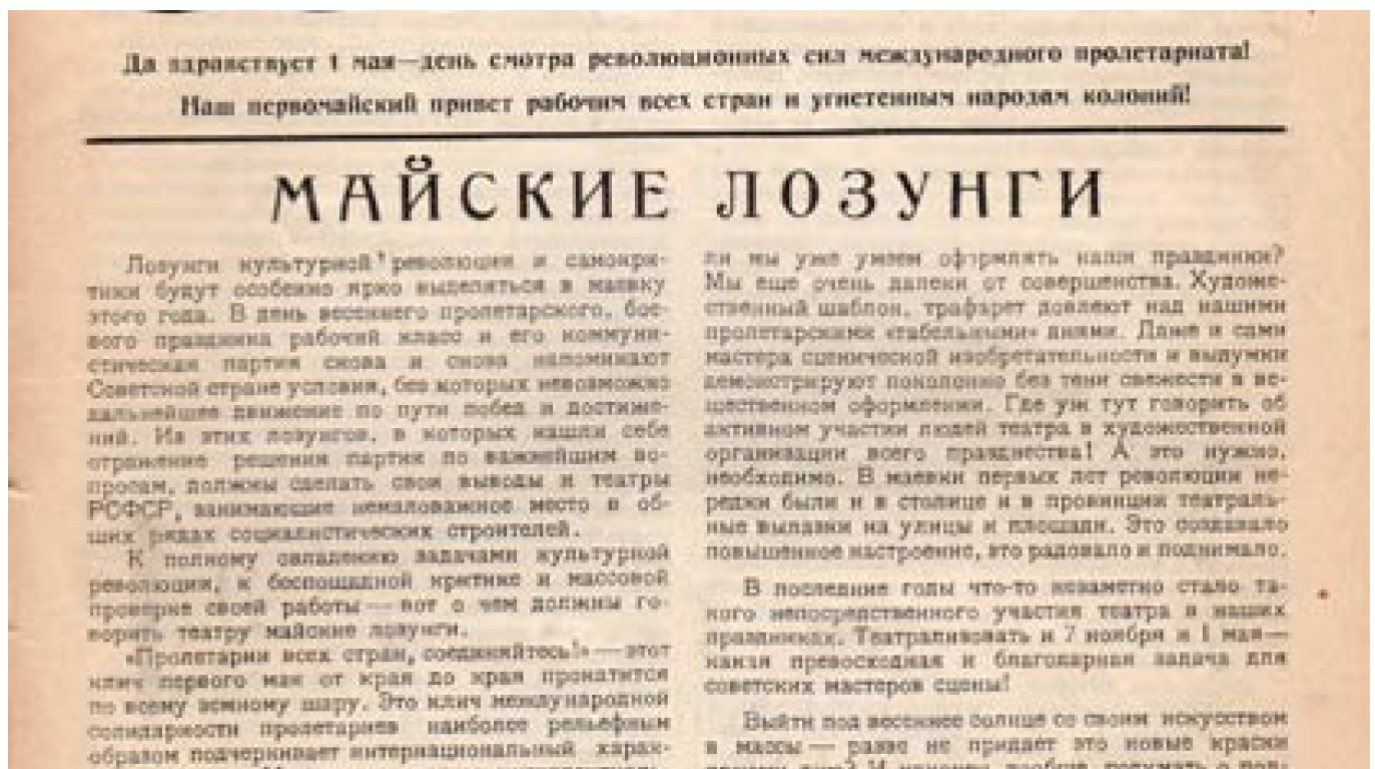 Да здравствует 1 мая—день смотра революционных сил международного пролетариата!
Наш первомайский привет рабочим всех стран и угнетенным народам колоний!
МАЙСКИЕ ЛОЗУНГИ
Лозунги культурной революции и самокри-
тики будут особенно ярко выделяться в маевку
этого года. В день весеннего пролетарского, бое-
вого праздника рабочий класс и его коммуни-
стическая партия снова и снова напоминают
Советской стране условия, без которых невозможно
дальнейшее движение по пути побед и достиже-
ний. Из этих лозунгов, в которых нашли себе
отражение решения партии по важнейшим во-
просам, должны сделать свои выводы и театры
РСФСР, занимающие немаловажное место в об-
щих рядах социалистических строителей.
К полному овладению задачами культурной
революции, к беспощадной критике и массовой
проверке своей работы — вот о чем должны го-
ворить театру майские лозунги.
«Пролетарии всех стран, соединяйтесь!» — этот
клич первого мая от края до края прокатится
по всему земному шару. Это клич международной
солидарности пролетариев наиболее рельефным
образом подчеркивает интернациональный харак-
ли мы уже умеем оформлять наши праздники?
Мы еще очень далеки от совершенства. Художе-
ственный шаблон, трафарет довлеют над нашими
пролетарскими «табельными» днями. Даже и сами
мастера сценической изобретательности и выдумки
демонстрируют поколенно без тени свежести в ве-
щественном оформлении. Где уж тут говорить об
активном участии людей театра в художественной
организации всего празднества! А это нужно,
необходимо. В маевки первых лет революции не-
редки были и в столице и в провинции театраль-
ные вылазки на улицы и площади. Это создавало
повышенное настроение, это радовало и поднимало.
В последние годы что-то незаметно стало та-
кого непосредственного участия театра в наших
праздниках. Театрализовать и 7 ноября и 1 мая—
какая превосходная и благодарная задача для
советских мастеров сцены!
Выйти под весеннее солнце со своим искусством
в массы — разве не придает это новые краски